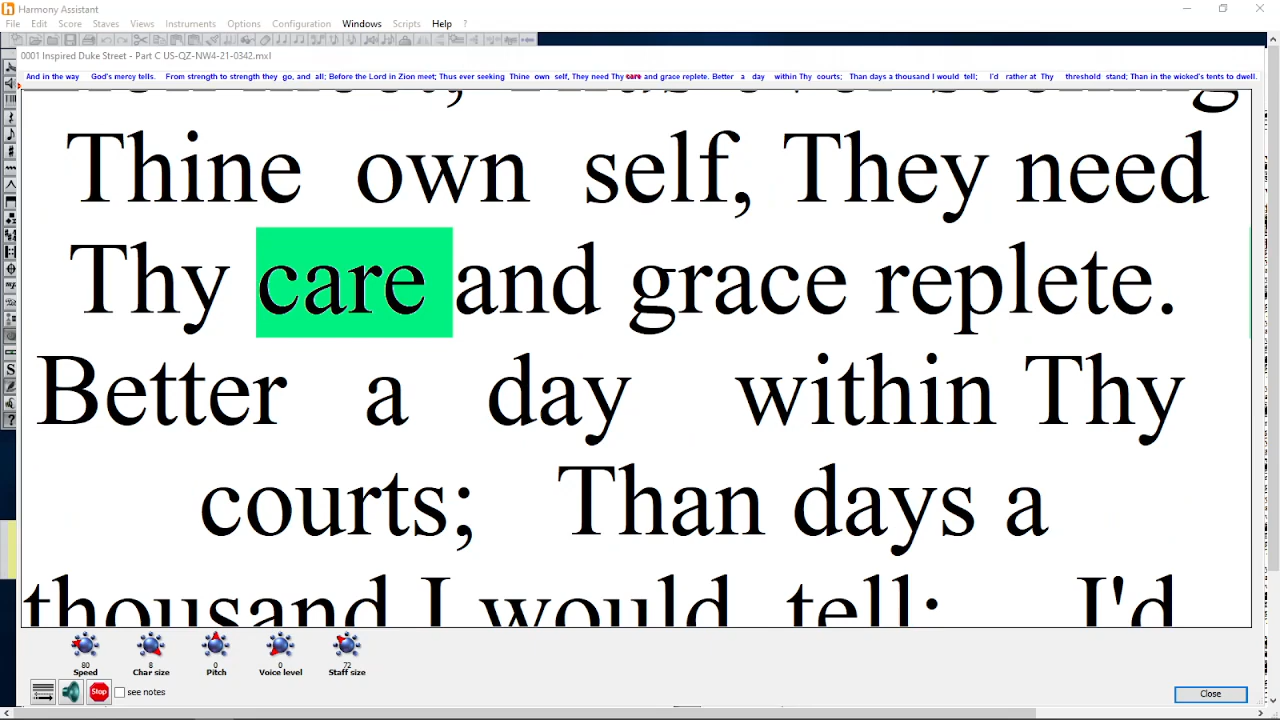 Harmony Assistant
File Edit Score Staves Views Instruments Options Configuration Windows Scripts Help ?
0001 Inspired Duke Street - Part C US-QZ-NW4-21-0342.mxl
And in the way God's mercy tells. From strength to strength they go, and all; Before the Lord in Zion meet; Thus ever seeking Thine own self, They need Thy care and grace replete. Better a day within Thy courts; Than days a thousand I would tell; I'd rather at Thy threshold stand; Than in the wicked's tents to dwell.
Thine own self, They need
Thy care and grace replete.
Better a day within Thy
courts; Than days a
thousand I would tell; I'd
80 8 0 0 72
Speed Char size Pitch Voice level Staff size
Stop see notes
Close